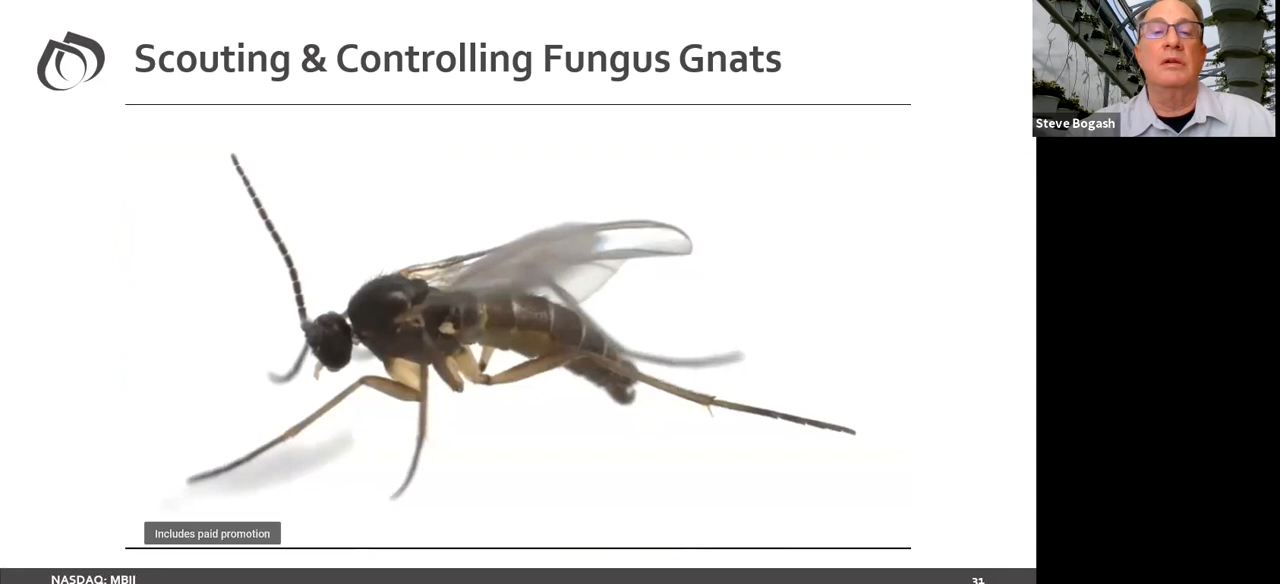 Scouting & Controlling Fungus Gnats
Steve Bogash
Includes paid promotion
NASDAQ: MBII
31